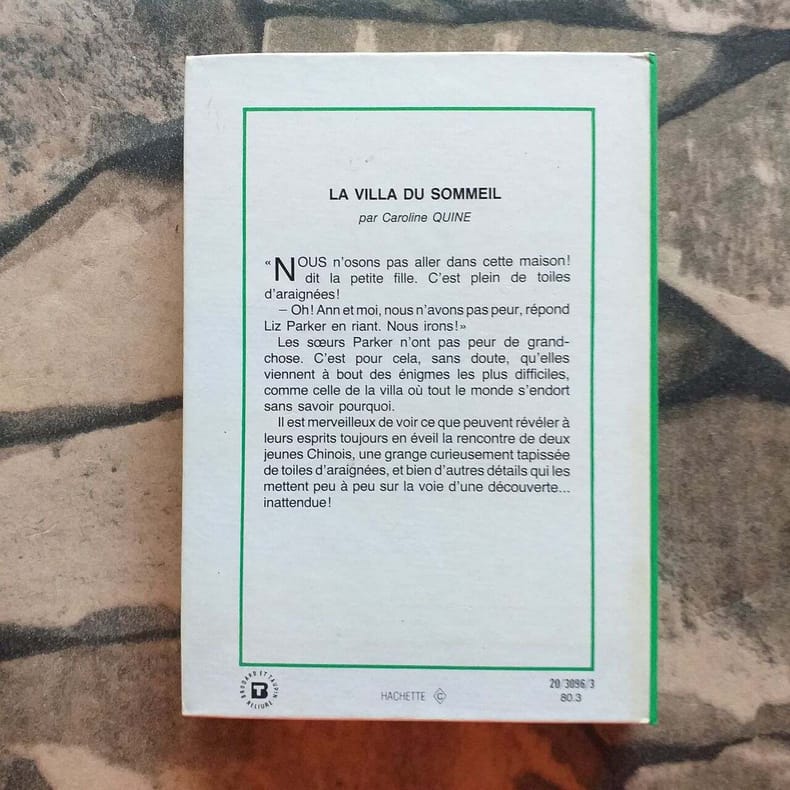 LA VILLA DU SOMMEIL
par Caroline QUINE
« NOUS n'osons pas aller dans cette maison!
dit la petite fille. C'est plein de toiles
d'araignées!
– Oh! Ann et moi, nous n'avons pas peur, répond
Liz Parker en riant. Nous irons!»
Les sœurs Parker n'ont pas peur de grand-
chose. C'est pour cela, sans doute, qu'elles
viennent à bout des énigmes les plus difficiles,
comme celle de la villa où tout le monde s'endort
sans savoir pourquoi.
Il est merveilleux de voir ce que peuvent révéler à
leurs esprits toujours en éveil la rencontre de deux
jeunes Chinois, une grange curieusement tapissée
de toiles d'araignées, et bien d'autres détails qui les
mettent peu à peu sur la voie d'une découverte...
inattendue!
BRODARD ET TAUPIN
RELIURE
HACHETTE C
20/3096/3
80.3